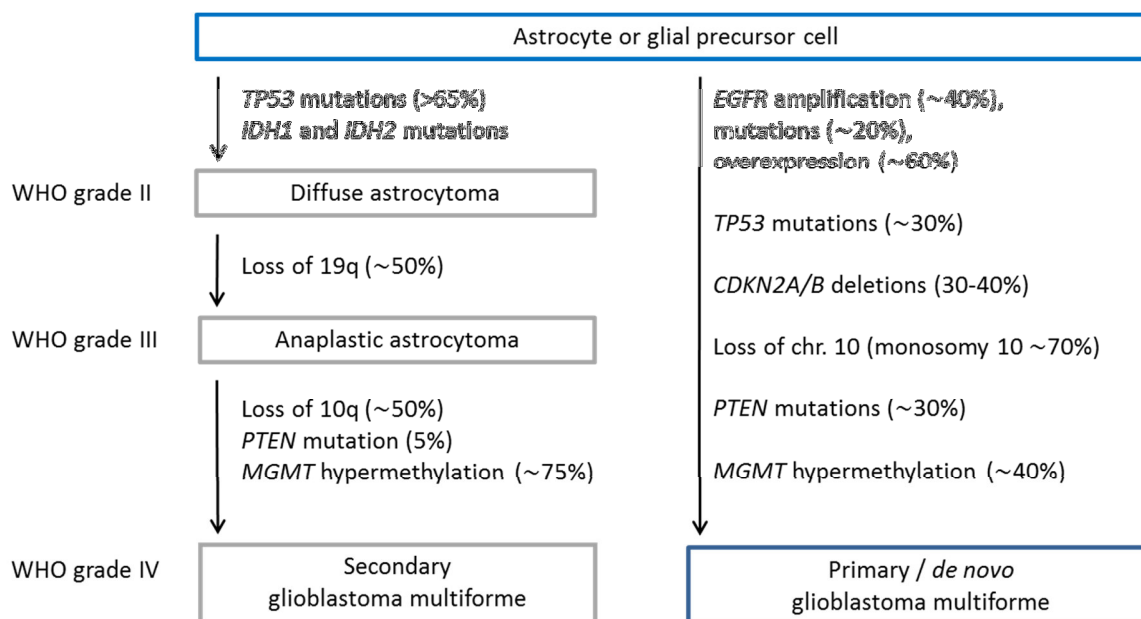 Astrocyte or glial precursor cell
TP53 mutations (>65%)
IDH1 and IDH2 mutations
EGFR amplification (~40%),
mutations (~20%),
overexpression (~60%)
WHO grade II
Diffuse astrocytoma
TP53 mutations (~30%)
Loss of 19q (~50%)
CDKN2A/B deletions (30-40%)
WHO grade III
Anaplastic astrocytoma
Loss of chr. 10 (monosomy 10 ~70%)
Loss of 10q (~50%)
PTEN mutation (5%)
MGMT hypermethylation (~75%)
PTEN mutations (~30%)
MGMT hypermethylation (~40%)
WHO grade IV
Secondary
glioblastoma multiforme
Primary / de novo
glioblastoma multiforme